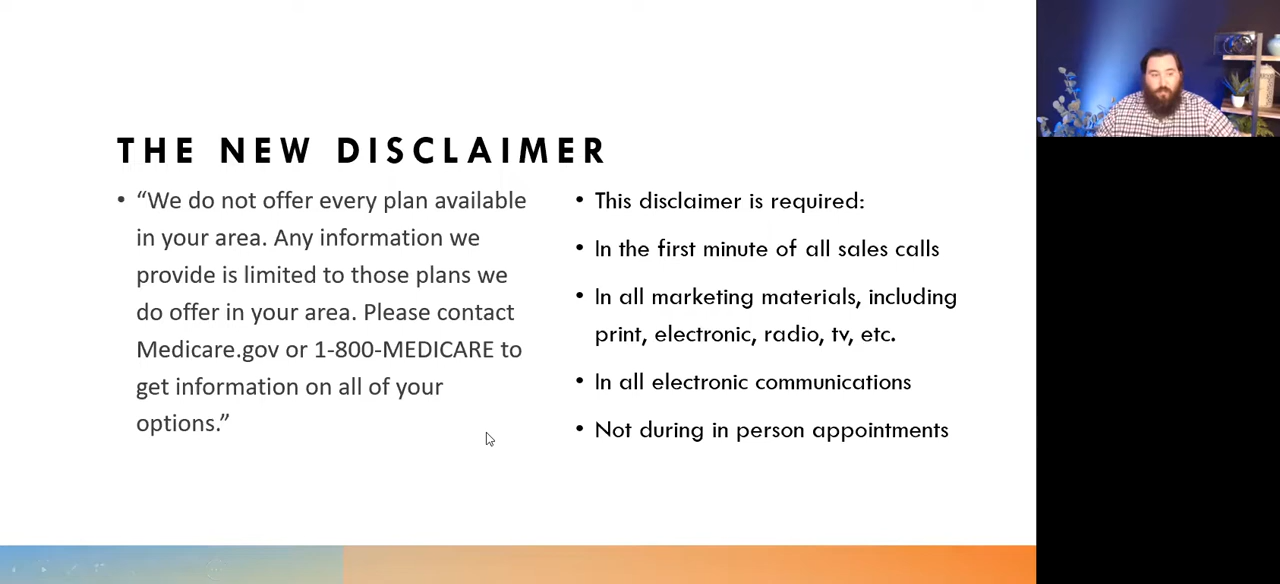 THE NEW DISCLAIMER
• “We do not offer every plan available
in your area. Any information we
provide is limited to those plans we
do offer in your area. Please contact
Medicare.gov or 1-800-MEDICARE to
get information on all of your
options.”
• This disclaimer is required:
• In the first minute of all sales calls
• In all marketing materials, including
print, electronic, radio, tv, etc.
• In all electronic communications
• Not during in person appointments